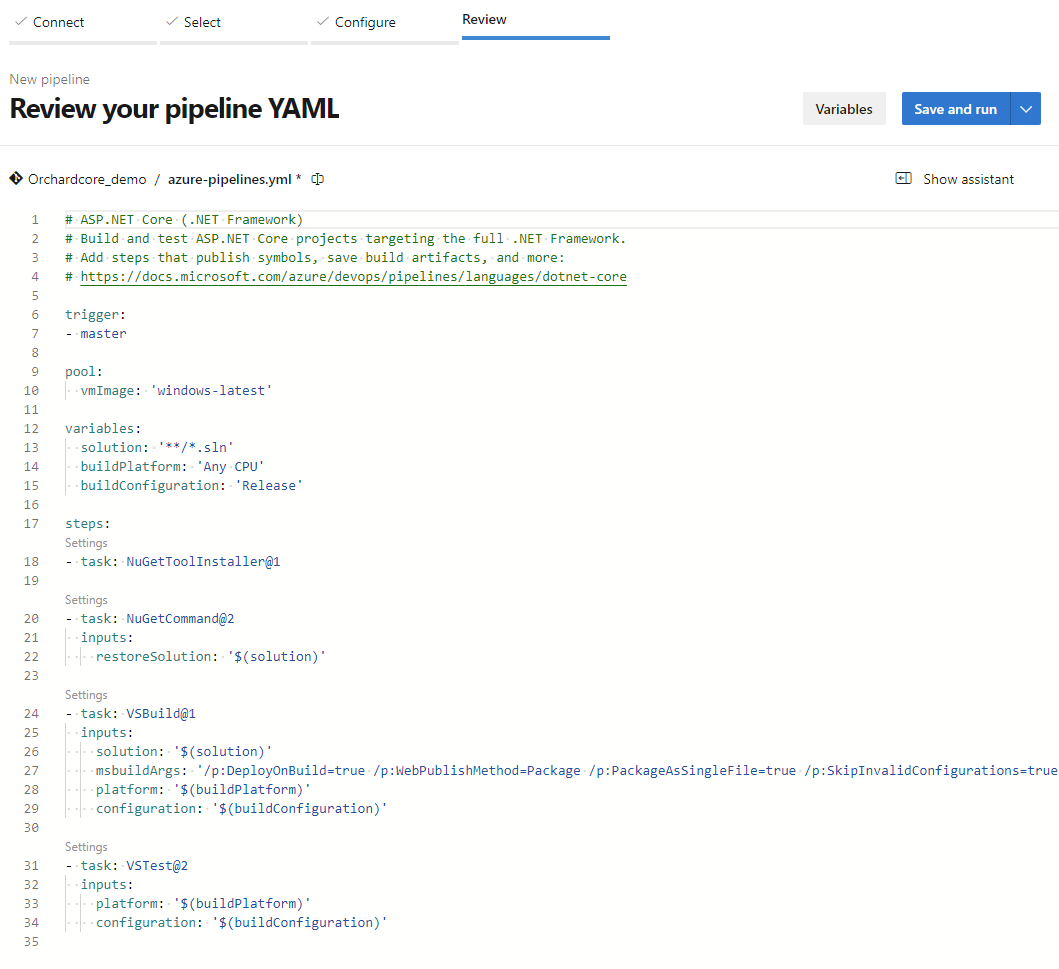 Connect
Select
Configure
Review
New pipeline
Review your pipeline YAML
Variables
Save and run
Orchardcore_demo / azure-pipelines.yml *
Show assistant
1 # ASP.NET Core (.NET Framework)
2 # Build and test ASP.NET Core projects targeting the full .NET Framework.
3 # Add steps that publish symbols, save build artifacts, and more:
4 # https://docs.microsoft.com/azure/devops/pipelines/languages/dotnet-core
5
6 trigger:
7 - master
8
9 pool:
10   vmImage: 'windows-latest'
11
12 variables:
13   solution: '**/*.sln'
14   buildPlatform: 'Any CPU'
15   buildConfiguration: 'Release'
16
17 steps:
Settings
18 - task: NuGetToolInstaller@1
19
Settings
20 - task: NuGetCommand@2
21   inputs:
22     restoreSolution: '$(solution)'
23
Settings
24 - task: VSBuild@1
25   inputs:
26     solution: '$(solution)'
27     msbuildArgs: '/p:DeployOnBuild=true /p:WebPublishMethod=Package /p:PackageAsSingleFile=true /p:SkipInvalidConfigurations=true
28     platform: '$(buildPlatform)'
29     configuration: '$(buildConfiguration)'
30
Settings
31 - task: VSTest@2
32   inputs:
33     platform: '$(buildPlatform)'
34     configuration: '$(buildConfiguration)'
35